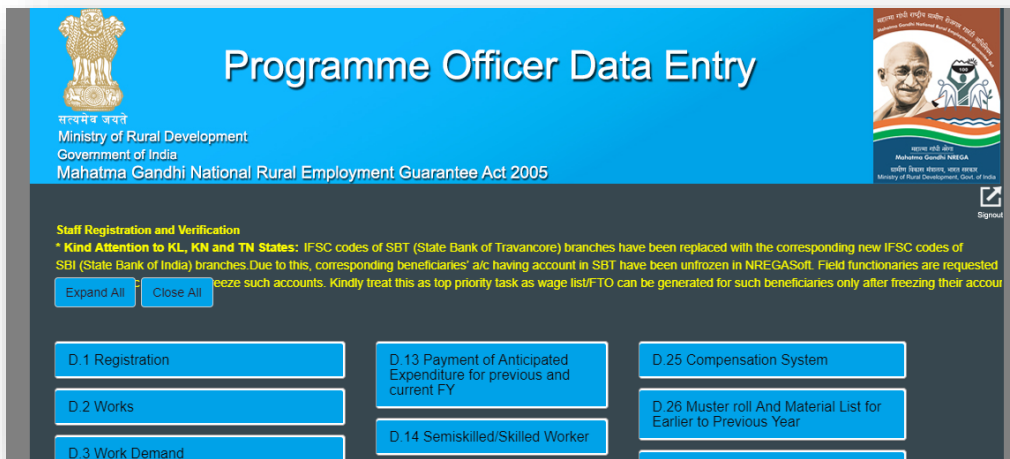 Programme Officer Data Entry
सत्यमेव जयते
Ministry of Rural Development
Government of India
Mahatma Gandhi National Rural Employment Guarantee Act 2005
महात्मा गांधी नरेगा
Mahatma Gandhi NREGA
ग्रामीण विकास मंत्रालय, भारत सरकार
Ministry of Rural Development, Govt. of India
Signout
Staff Registration and Verification
* Kind Attention to KL, KN and TN States: IFSC codes of SBT (State Bank of Travancore) branches have been replaced with the corresponding new IFSC codes of
SBI (State Bank of India) branches.Due to this, corresponding beneficiaries' a/c having account in SBT have been unfrozen in NREGASoft. Field functionaries are requested
Expand All Close All eeze such accounts. Kindly treat this as top priority task as wage list/FTO can be generated for such beneficiaries only after freezing their accour
D.1 Registration
D.2 Works
D.3 Work Demand
D.13 Payment of Anticipated
Expenditure for previous and
current FY
D.14 Semiskilled/Skilled Worker
D.25 Compensation System
D.26 Muster roll And Material List for
Earlier to Previous Year